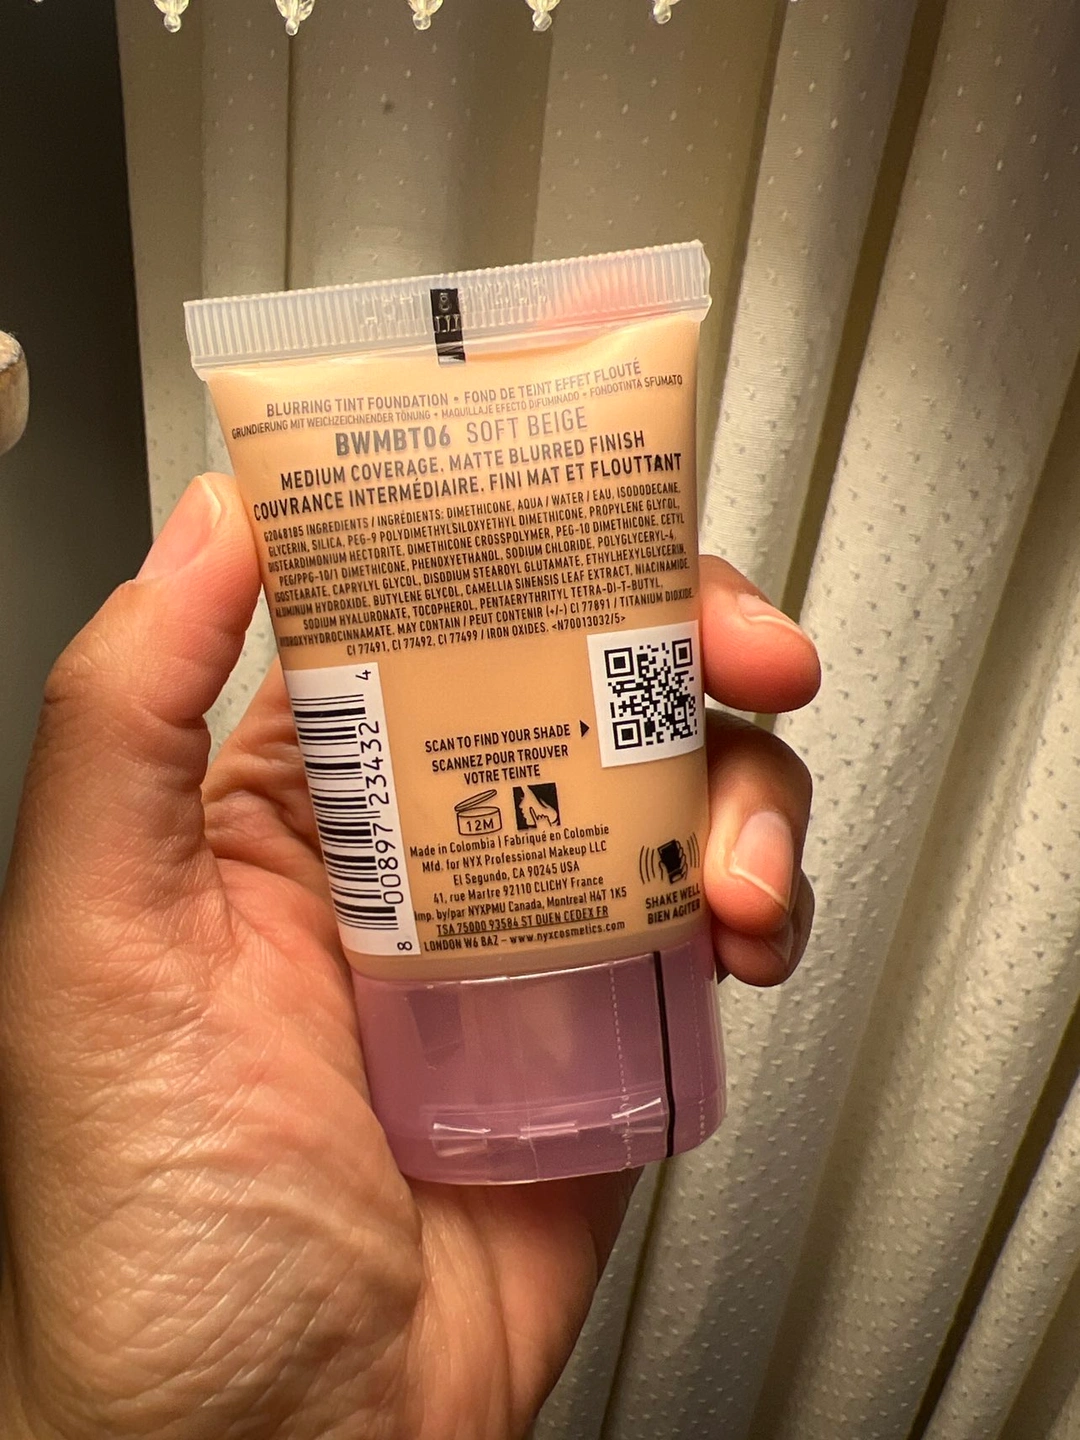 BLURRING TINT FOUNDATION • FOND DE TEINT EFFET FLOUTÉ
GRUNDIERUNG MIT WEICHZEICHNENDER TÖNUNG • MAQUILLAJE EFECTO DIFUMINADO • FONDOTINTA SFUMATO
BWMBT06 SOFT BEIGE
MEDIUM COVERAGE. MATTE BLURRED FINISH
COUVRANCE INTERMÉDIAIRE. FINI MAT ET FLOUTTANT
G2048185 INGREDIENTS / INGRÉDIENTS: DIMETHICONE, AQUA / WATER / EAU, ISODODECANE,
GLYCERIN, SILICA, PEG-9 POLYDIMETHYLSILOXYETHYL DIMETHICONE, PROPYLENE GLYCOL,
DISTEARDIMONIUM HECTORITE, DIMETHICONE CROSSPOLYMER, PEG-10 DIMETHICONE, CETYL
PEG/PPG-10/1 DIMETHICONE, PHENOXYETHANOL, SODIUM CHLORIDE, POLYGLYCERYL-4
ISOSTEARATE, CAPRYLYL GLYCOL, DISODIUM STEAROYL GLUTAMATE, ETHYLHEXYLGLYCERIN,
ALUMINUM HYDROXIDE, BUTYLENE GLYCOL, CAMELLIA SINENSIS LEAF EXTRACT, NIACINAMIDE,
SODIUM HYALURONATE, TOCOPHEROL, PENTAERYTHRITYL TETRA-DI-T-BUTYL
HYDROXYHYDROCINNAMATE, MAY CONTAIN / PEUT CONTENIR (+/-) CI 77891 / TITANIUM DIOXIDE,
CI 77491, CI 77492, CI 77499 / IRON OXIDES. <N70013032/5>
8 00897 23432 4
SCAN TO FIND YOUR SHADE
SCANNEZ POUR TROUVER
VOTRE TEINTE
12M
Made in Colombia | Fabriqué en Colombie
Mfd. for NYX Professional Makeup LLC
El Segundo, CA 90245 USA
41, rue Martre 92110 CLICHY France
Imp. by/par NYXPMU Canada, Montreal H4T 1K5
TSA 75000 93584 ST OUEN CEDEX FR
LONDON W6 8AZ – www.nyxcosmetics.com
SHAKE WELL
BIEN AGITER